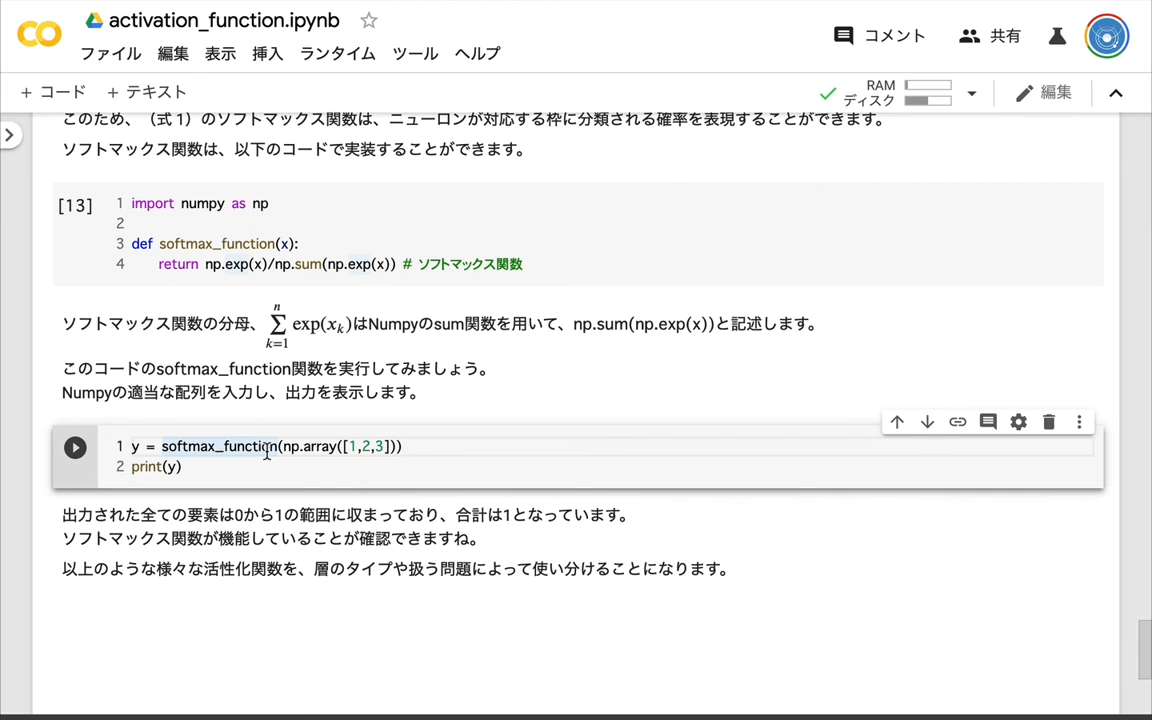 activation_function.ipynb
ファイル 編集 表示 挿入 ランタイム ツール ヘルプ
コメント 共有
+ コード + テキスト
RAM
ディスク
編集
このため、（式１）のソフトマックス関数は、ニューロンが対応する枠に分類される確率を表現することができます。
ソフトマックス関数は、以下のコードで実装することができます。
[13]
1 import numpy as np
2
3 def softmax_function(x):
4 return np.exp(x)/np.sum(np.exp(x)) # ソフトマックス関数
ソフトマックス関数の分母、 n∑k=1 exp(xk)はNumpyのsum関数を用いて、np.sum(np.exp(x))と記述します。
このコードのsoftmax_function関数を実行してみましょう。
Numpyの適当な配列を入力し、出力を表示します。
1 y = softmax_function(np.array([1,2,3]))
2 print(y)
出力された全ての要素は0から1の範囲に収まっており、合計は1となっています。
ソフトマックス関数が機能していることが確認できますね。
以上のような様々な活性化関数を、層のタイプや扱う問題によって使い分けることになります。